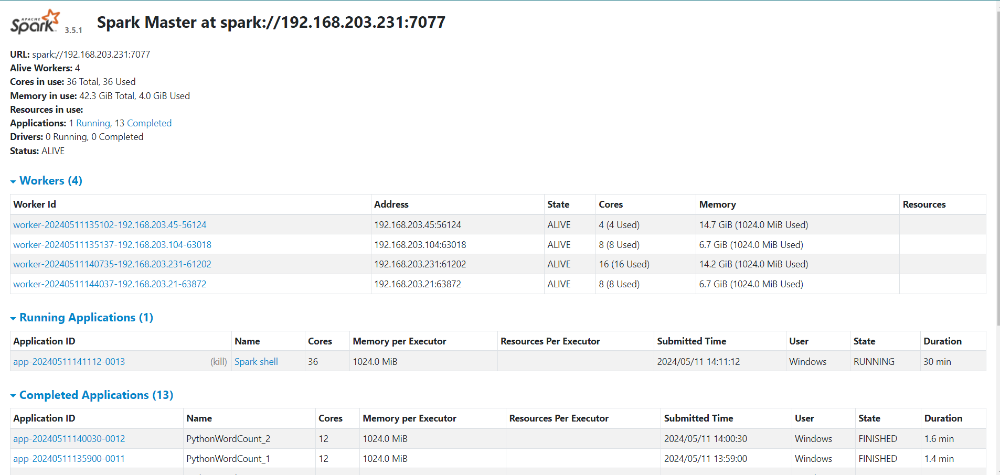 APACHE
Spark 3.5.1 Spark Master at spark://192.168.203.231:7077
URL: spark://192.168.203.231:7077
Alive Workers: 4
Cores in use: 36 Total, 36 Used
Memory in use: 42.3 GiB Total, 4.0 GiB Used
Resources in use:
Applications: 1 Running, 13 Completed
Drivers: 0 Running, 0 Completed
Status: ALIVE
Workers (4)
Worker Id Address State Cores Memory Resources
worker-20240511135102-192.168.203.45-56124 192.168.203.45:56124 ALIVE 4 (4 Used) 14.7 GiB (1024.0 MiB Used)
worker-20240511135137-192.168.203.104-63018 192.168.203.104:63018 ALIVE 8 (8 Used) 6.7 GiB (1024.0 MiB Used)
worker-20240511140735-192.168.203.231-61202 192.168.203.231:61202 ALIVE 16 (16 Used) 14.2 GiB (1024.0 MiB Used)
worker-20240511144037-192.168.203.21-63872 192.168.203.21:63872 ALIVE 8 (8 Used) 6.7 GiB (1024.0 MiB Used)
Running Applications (1)
Application ID Name Cores Memory per Executor Resources Per Executor Submitted Time User State Duration
app-20240511141112-0013 (kill) Spark shell 36 1024.0 MiB 2024/05/11 14:11:12 Windows RUNNING 30 min
Completed Applications (13)
Application ID Name Cores Memory per Executor Resources Per Executor Submitted Time User State Duration
app-20240511140030-0012 PythonWordCount_2 12 1024.0 MiB 2024/05/11 14:00:30 Windows FINISHED 1.6 min
app-20240511135900-0011 PythonWordCount_1 12 1024.0 MiB 2024/05/11 13:59:00 Windows FINISHED 1.4 min